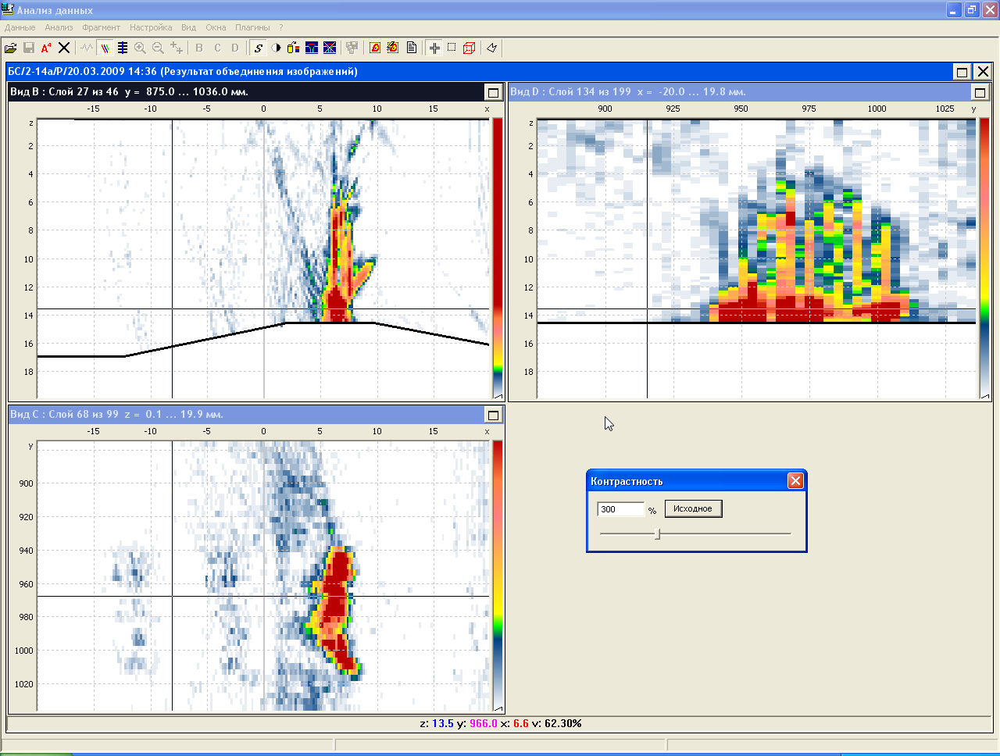 Анализ данных
Данные Анализ Фрагмент Настройка Вид Окна Плагины ?
A4 B C D S
БС/2-14а/Р/20.03.2009 14:36 (Результат объединения изображений)
Вид B : Слой 27 из 46 y = 875.0 ... 1036.0 мм.
-15 -10 -5 0 5 10 15 x
z
2
4
6
8
10
12
14
16
18
Вид D : Слой 134 из 199 x = -20.0 ... 19.8 мм.
900 925 950 975 1000 1025 y
z
2
4
6
8
10
12
14
16
18
Вид C : Слой 68 из 99 z = 0.1 ... 19.9 мм.
-15 -10 -5 0 5 10 15 x
y
900
920
940
960
980
1000
1020
Контрастность
300 % Исходное
z: 13.5 y: 966.0 x: 6.6 v: 62.30%